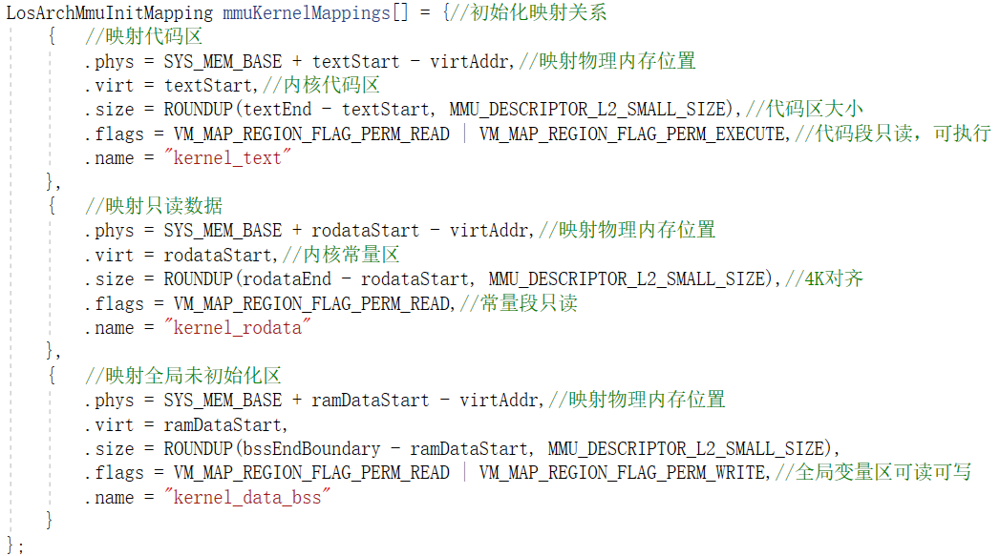 LosArchMmuInitMapping mmuKernelMappings[] = {//初始化映射关系
{ //映射代码区
.phys = SYS_MEM_BASE + textStart - virtAddr,//映射物理内存位置
.virt = textStart,//内核代码区
.size = ROUNDUP(textEnd - textStart, MMU_DESCRIPTOR_L2_SMALL_SIZE),//代码区大小
.flags = VM_MAP_REGION_FLAG_PERM_READ | VM_MAP_REGION_FLAG_PERM_EXECUTE,//代码段只读，可执行
.name = "kernel_text"
},
{ //映射只读数据
.phys = SYS_MEM_BASE + rodataStart - virtAddr,//映射物理内存位置
.virt = rodataStart,//内核常量区
.size = ROUNDUP(rodataEnd - rodataStart, MMU_DESCRIPTOR_L2_SMALL_SIZE),//4K对齐
.flags = VM_MAP_REGION_FLAG_PERM_READ,//常量段只读
.name = "kernel_rodata"
},
{ //映射全局未初始化区
.phys = SYS_MEM_BASE + ramDataStart - virtAddr,//映射物理内存位置
.virt = ramDataStart,
.size = ROUNDUP(bssEndBoundary - ramDataStart, MMU_DESCRIPTOR_L2_SMALL_SIZE),
.flags = VM_MAP_REGION_FLAG_PERM_READ | VM_MAP_REGION_FLAG_PERM_WRITE,//全局变量区可读可写
.name = "kernel_data_bss"
}
};